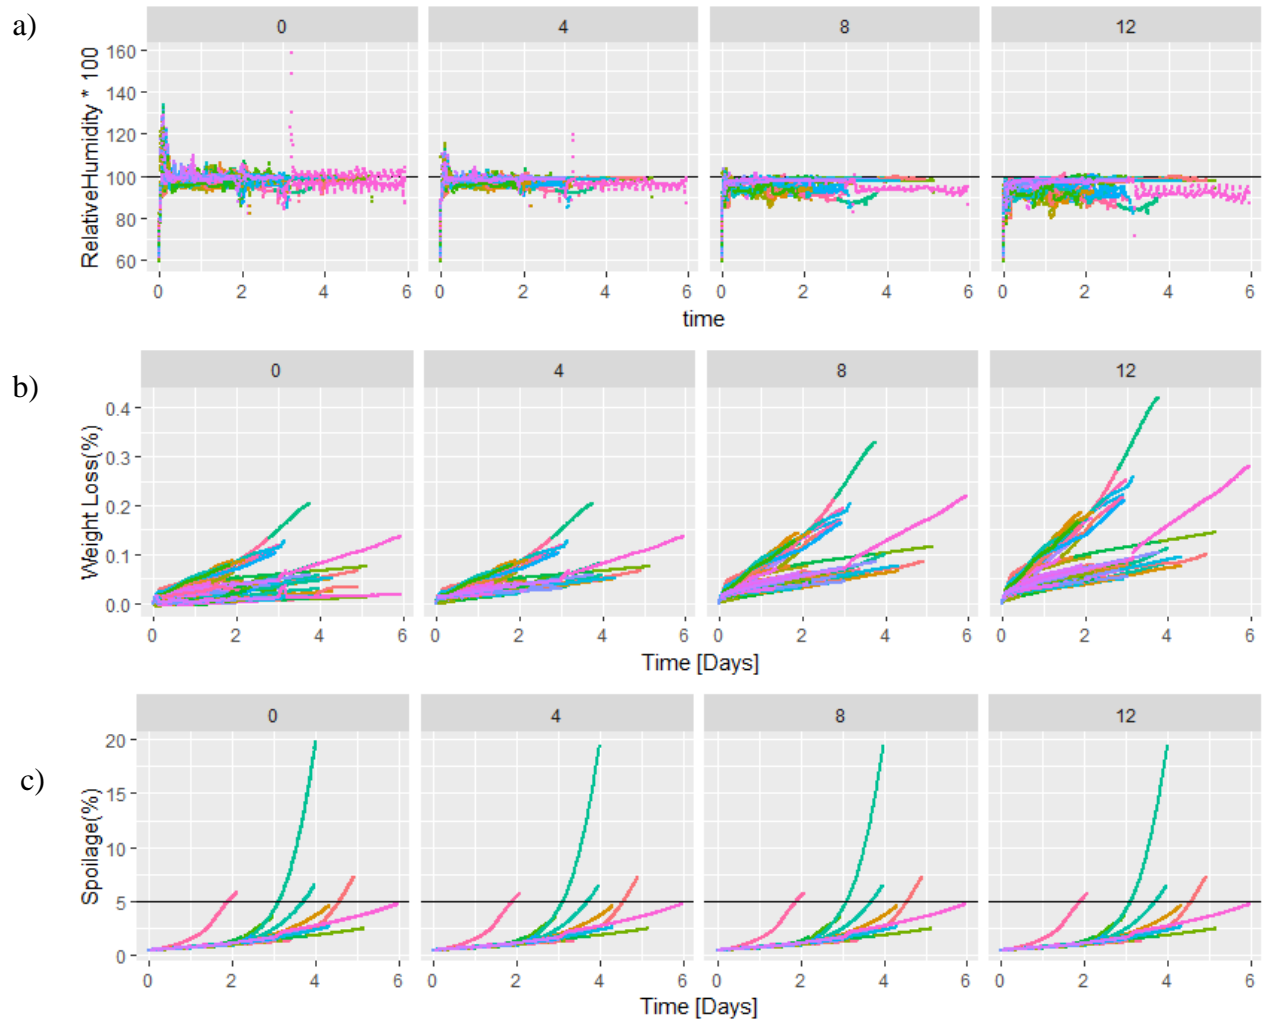 a)
0 4 8 12
RelativeHumidity * 100
160
140
120
100
80
60
0 2 4 6 0 2 4 6 0 2 4 6 0 2 4 6
time
b)
0 4 8 12
Weight Loss(%)
0.4
0.3
0.2
0.1
0.0
0 2 4 6 0 2 4 6 0 2 4 6 0 2 4 6
Time [Days]
c)
0 4 8 12
Spoilage(%)
20
15
10
5
0
0 2 4 6 0 2 4 6 0 2 4 6 0 2 4 6
Time [Days]